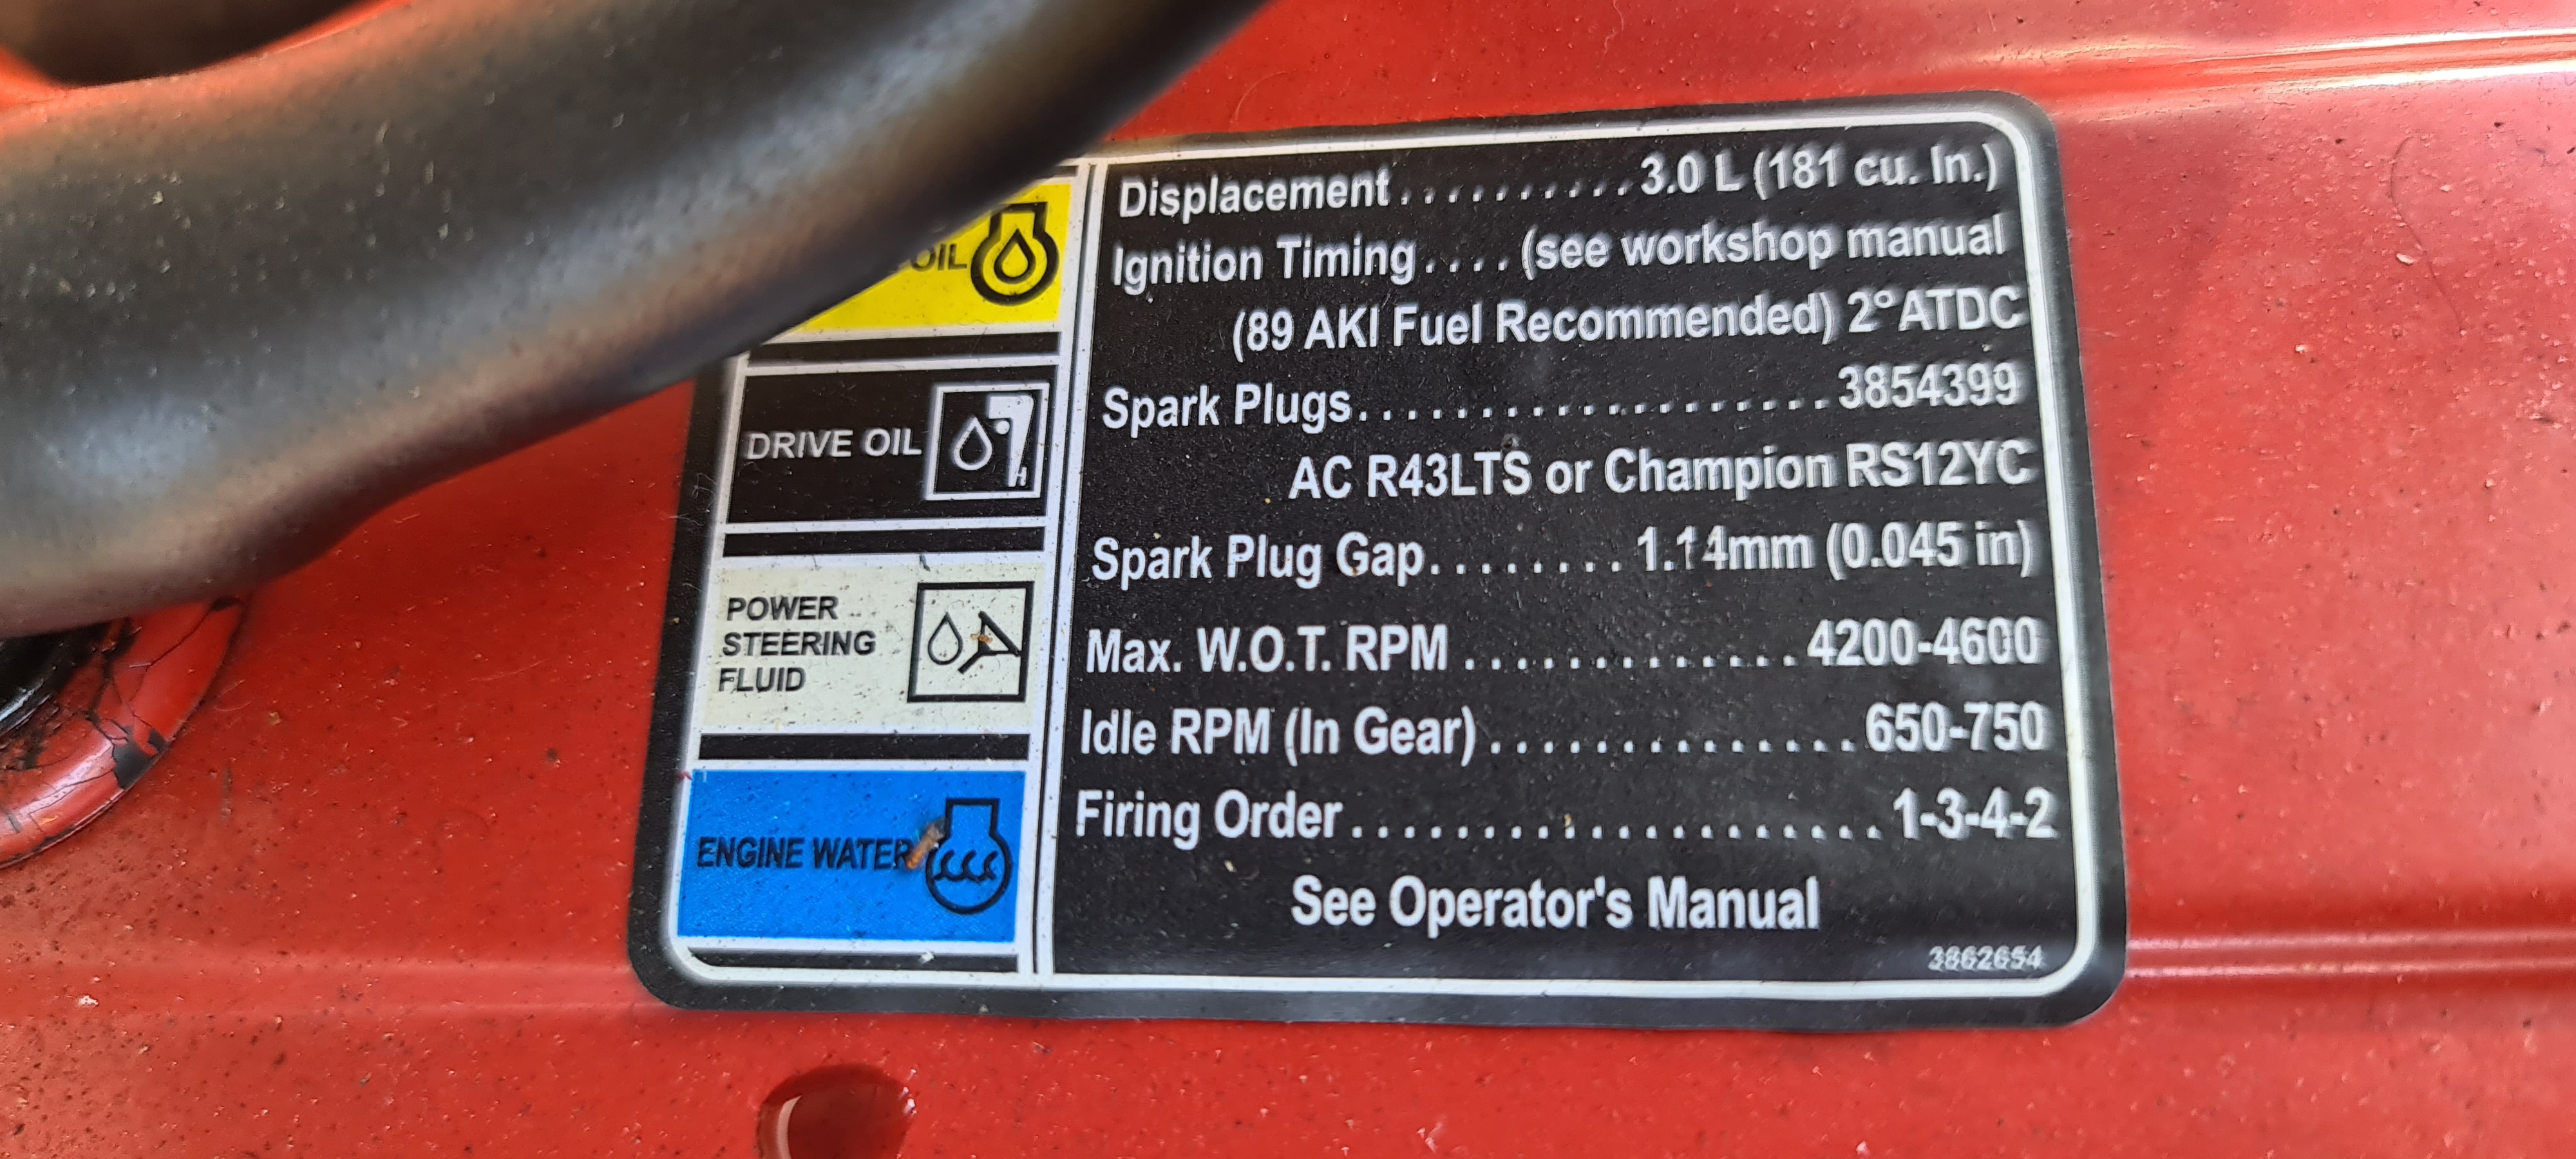 OIL
DRIVE OIL
POWER
STEERING
FLUID
ENGINE WATER
Displacement..........3.0 L (181 cu. In.)
Ignition Timing....(see workshop manual
(89 AKI Fuel Recommended) 2°ATDC
Spark Plugs....................3854399
AC R43LTS or Champion RS12YC
Spark Plug Gap........1.14mm (0.045 in)
Max. W.O.T. RPM.............4200-4600
Idle RPM (In Gear)..............650-750
Firing Order.....................1-3-4-2
See Operator's Manual
3862654